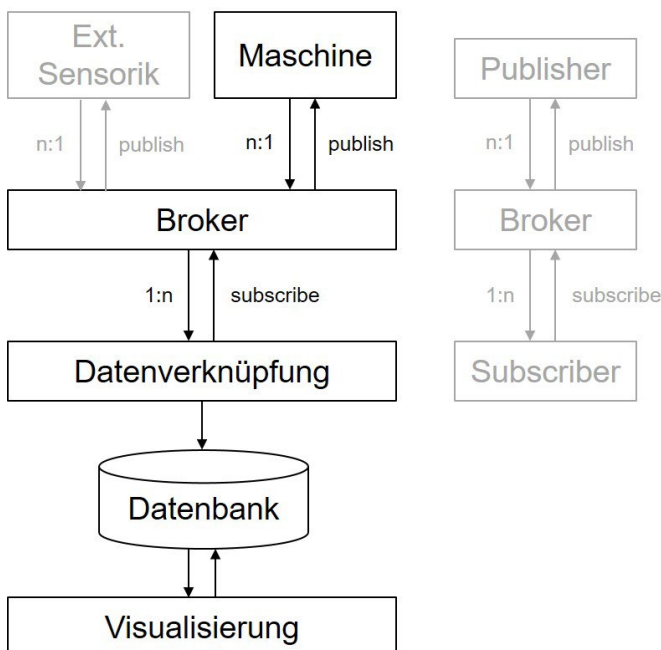 Ext.
Sensorik
Maschine
Publisher
n:1
publish
n:1
publish
n:1
publish
Broker
Broker
1:n
subscribe
1:n
subscribe
Datenverknüpfung
Subscriber
Datenbank
Visualisierung